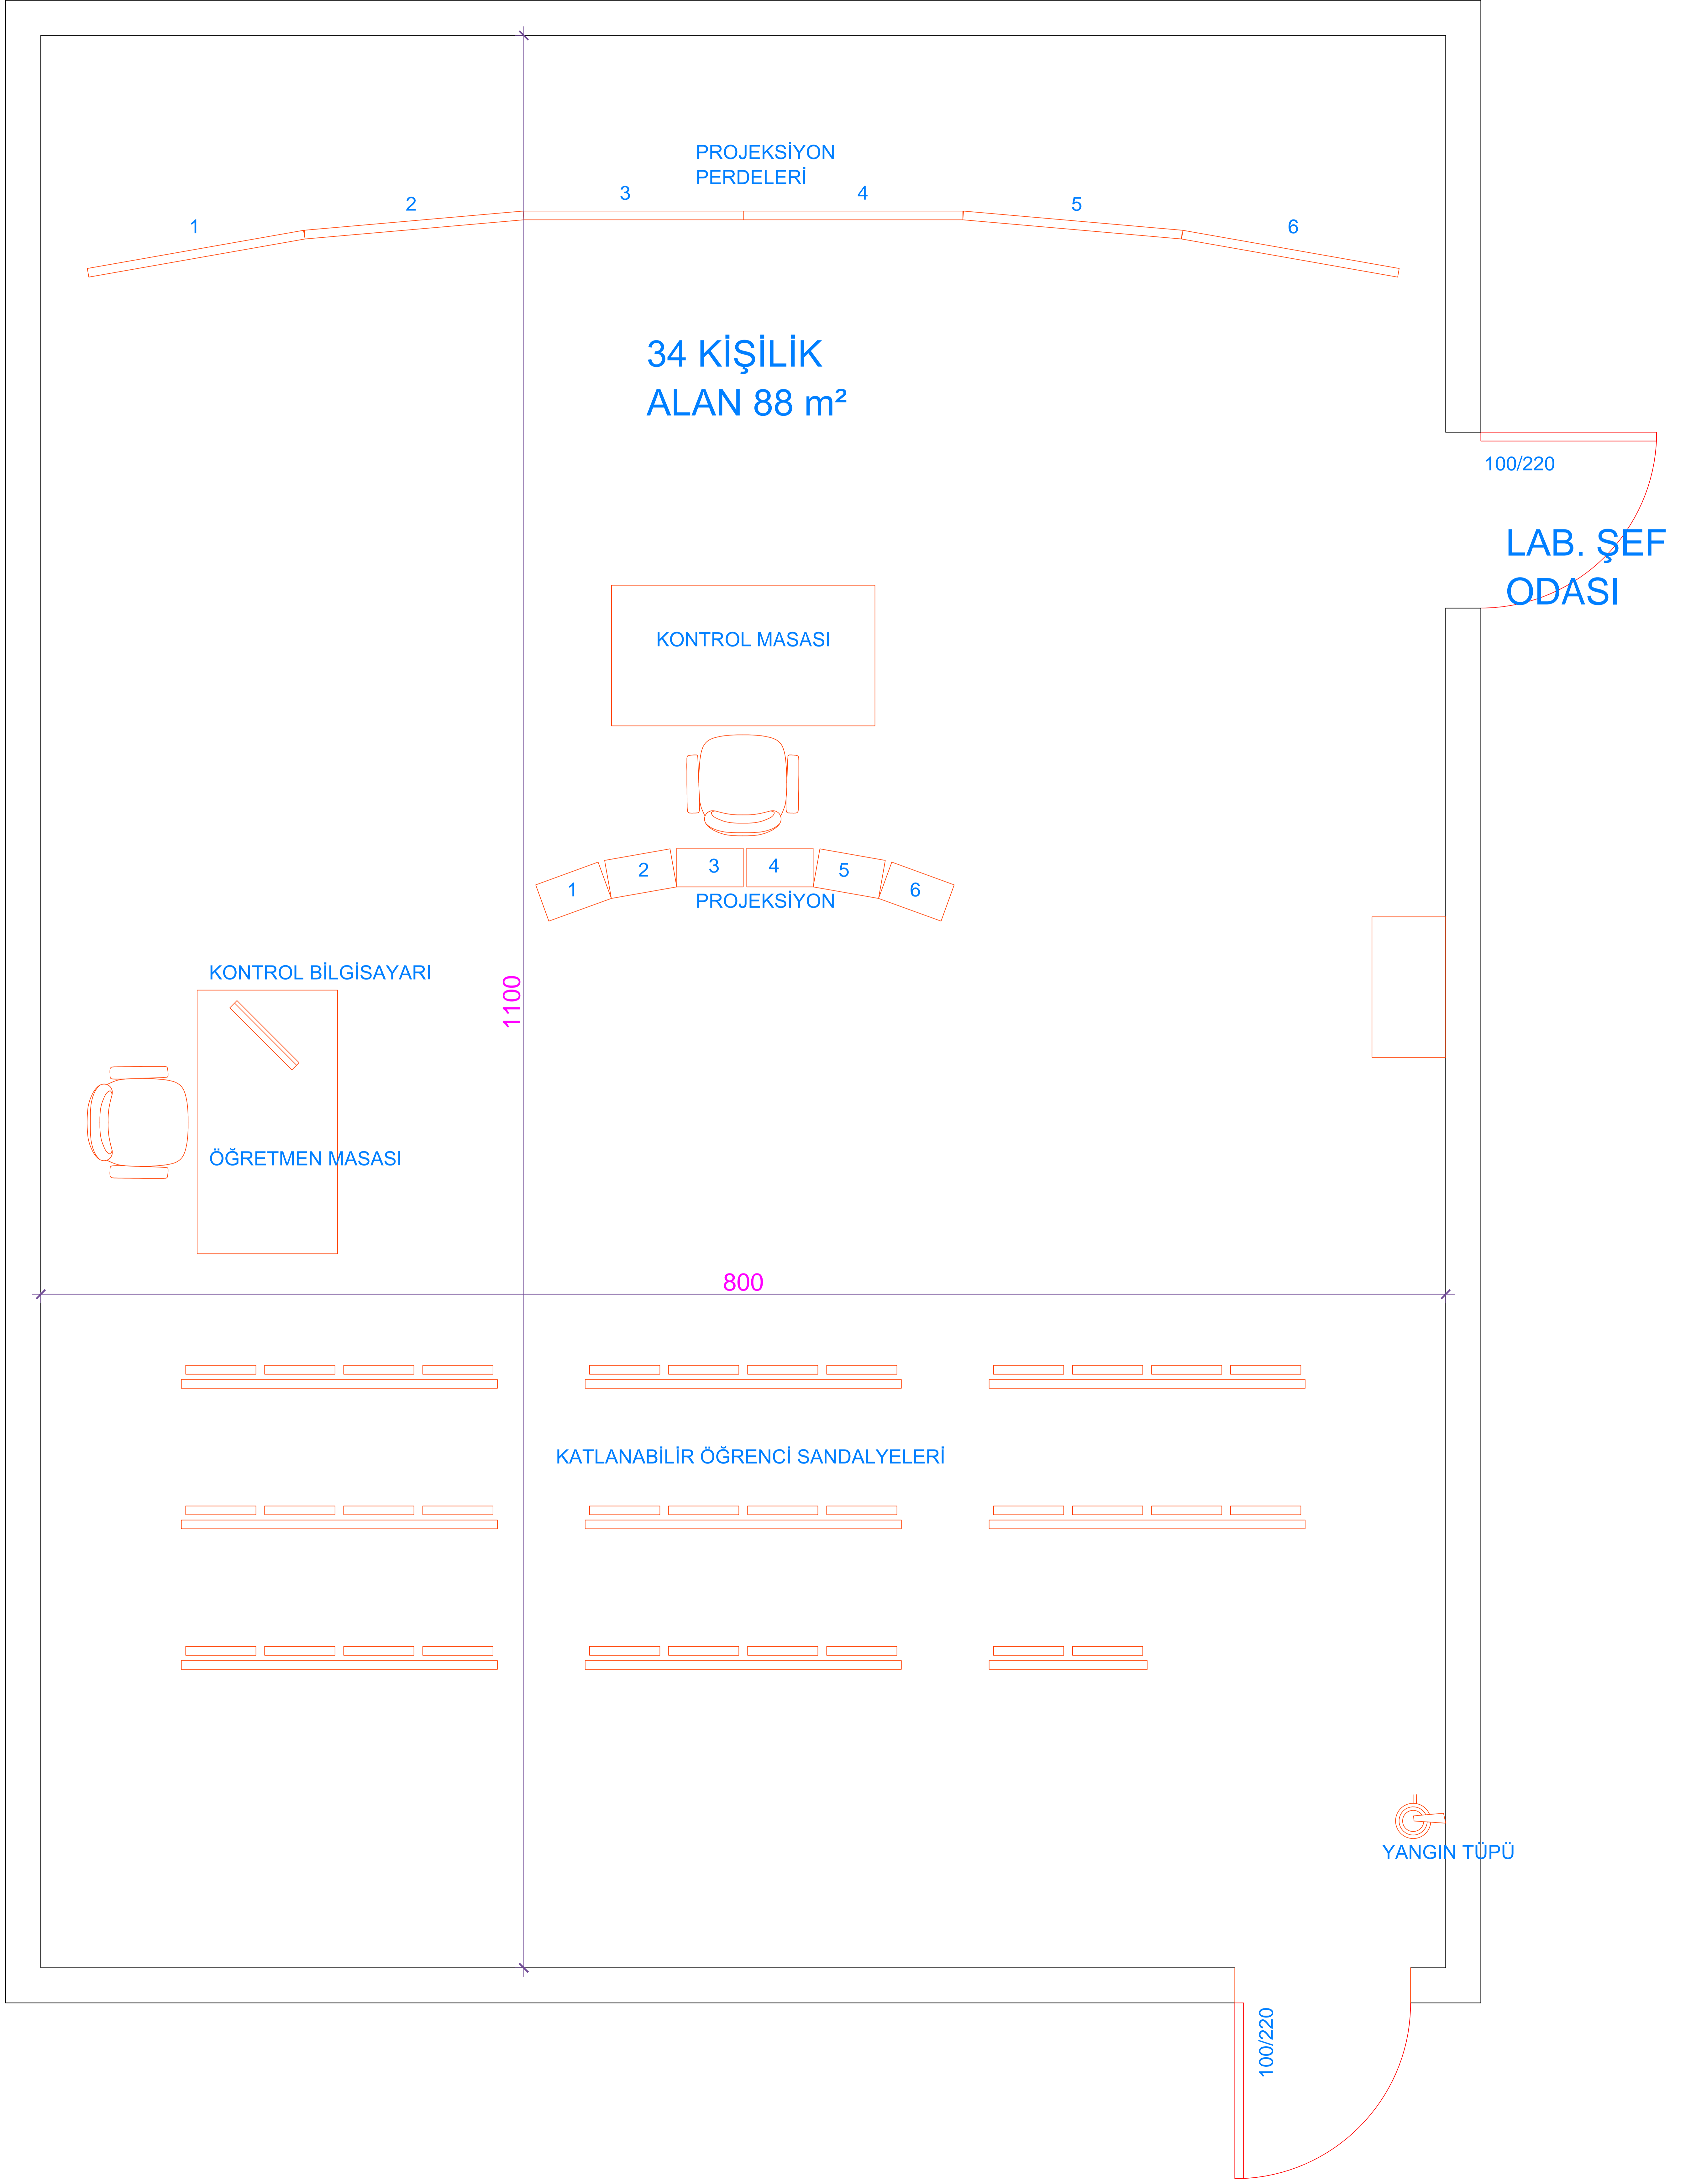 PROJEKSİYON
PERDELERİ
1
2
3
4
5
6
34 KİŞİLİK
ALAN 88 m²
100/220
LAB. ŞEF
ODASI
KONTROL MASASI
1
2
3
4
5
6
PROJEKSİYON
KONTROL BİLGİSAYARI
1100
ÖĞRETMEN MASASI
800
KATLANABİLİR ÖĞRENCİ SANDALYELERİ
YANGIN TÜPÜ
100/220